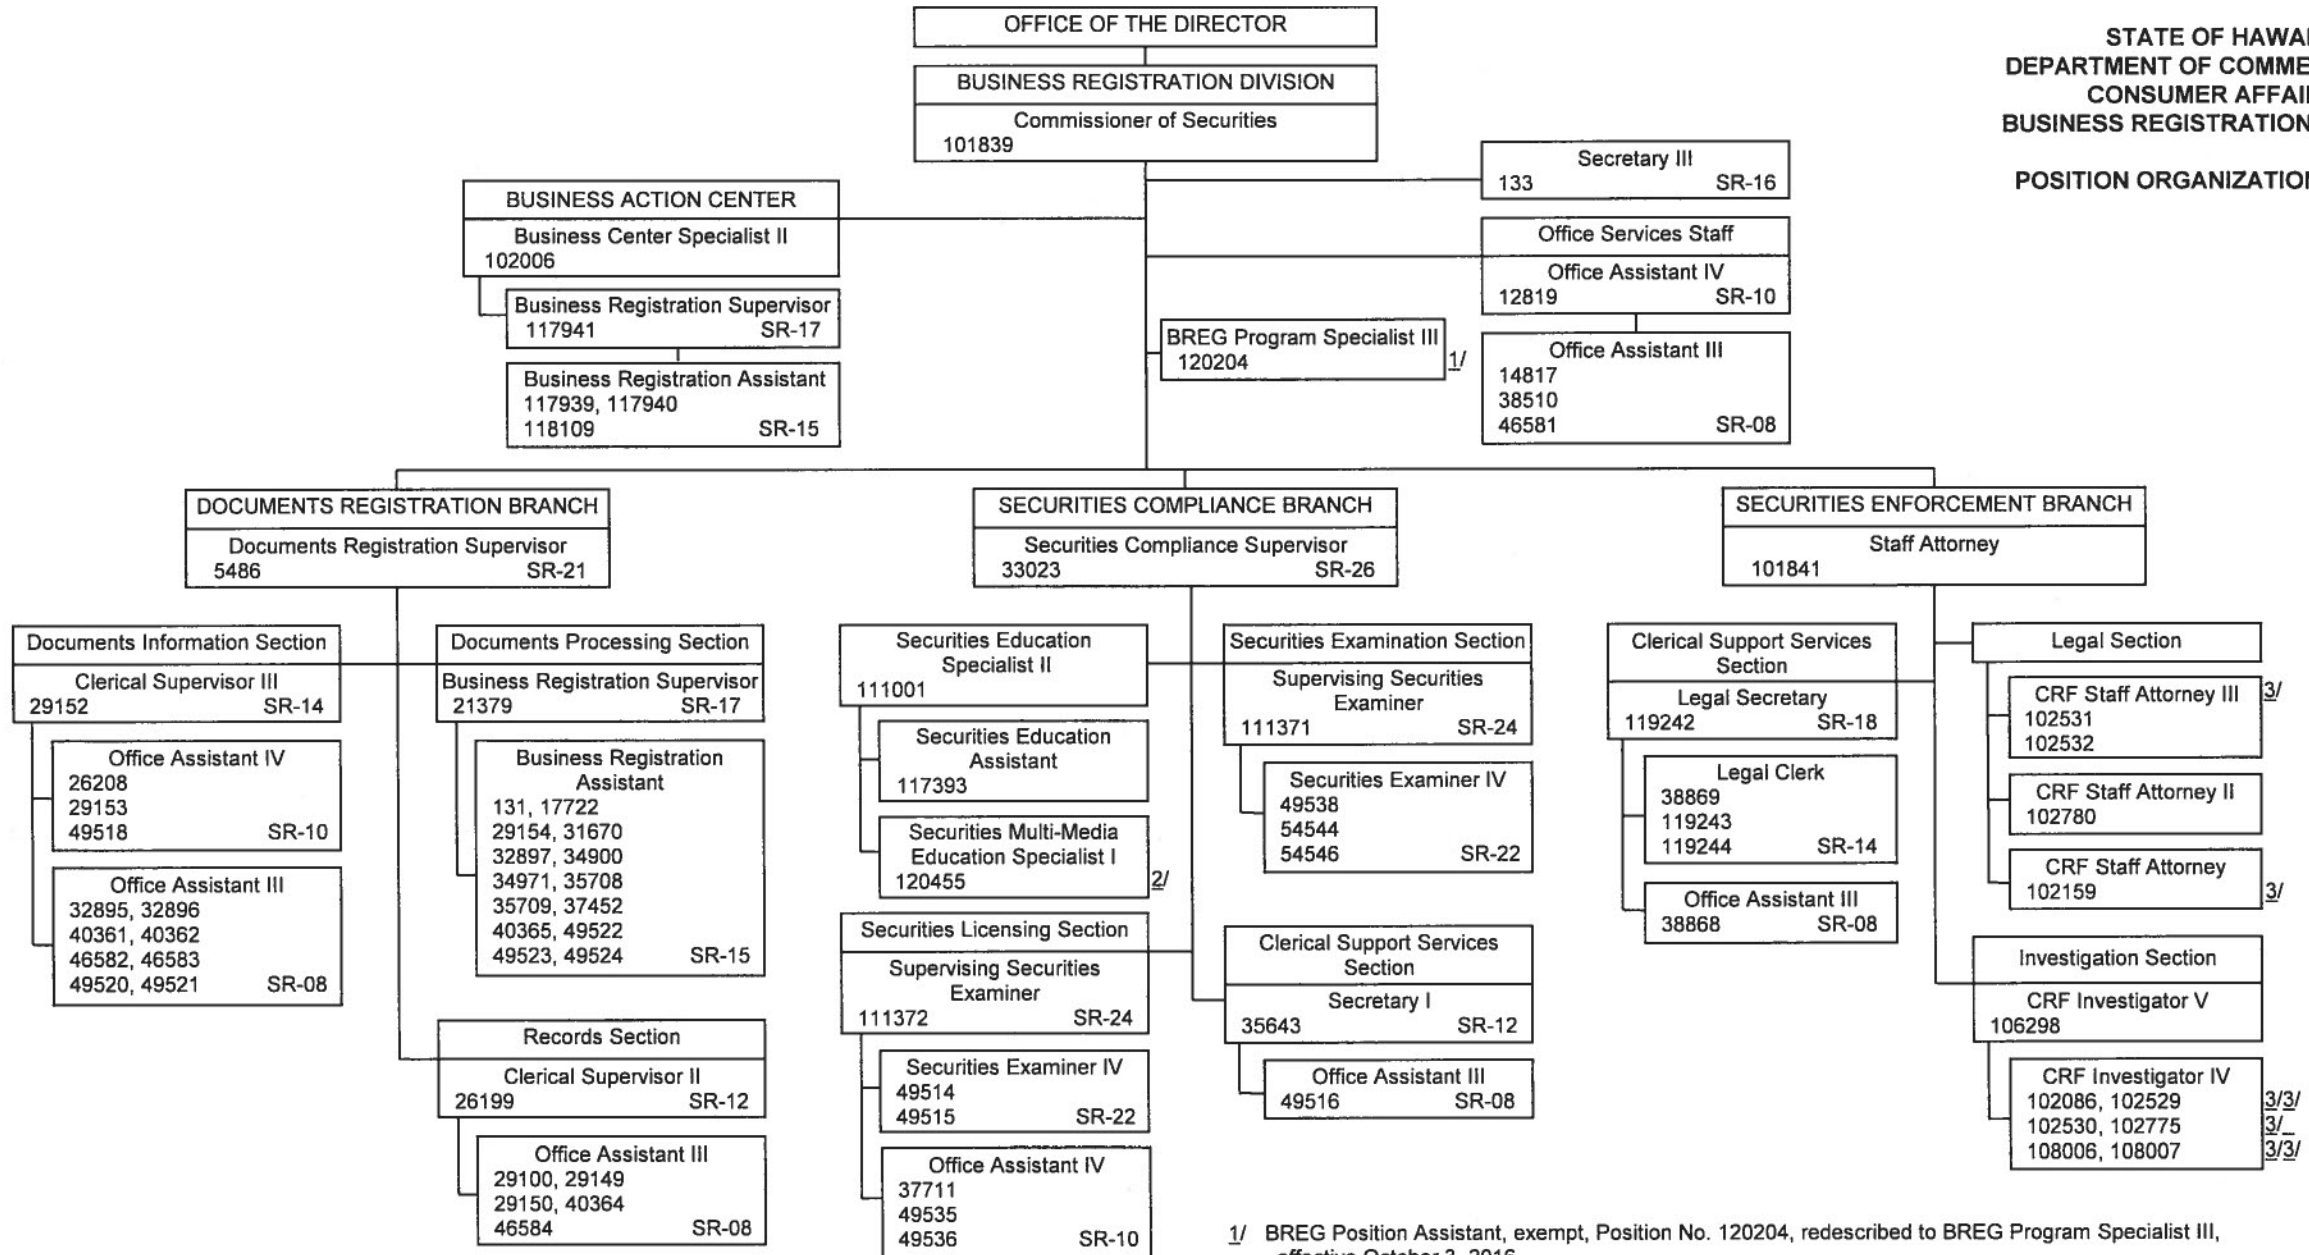 OFFICE OF THE DIRECTOR
BUSINESS REGISTRATION DIVISION
Commissioner of Securities
101839
STATE OF HAWAI
DEPARTMENT OF COMME
CONSUMER AFFAI
BUSINESS REGISTRATION
POSITION ORGANIZATION
Secretary III
133 SR-16
BUSINESS ACTION CENTER
Business Center Specialist II
102006
Business Registration Supervisor
117941 SR-17
Business Registration Assistant
117939, 117940
118109 SR-15
Office Services Staff
Office Assistant IV
12819 SR-10
BREG Program Specialist III
120204 1/
Office Assistant III
14817
38510
46581 SR-08
DOCUMENTS REGISTRATION BRANCH
Documents Registration Supervisor
5486 SR-21
Documents Information Section
Clerical Supervisor III
29152 SR-14
Office Assistant IV
26208
29153
49518 SR-10
Office Assistant III
32895, 32896
40361, 40362
46582, 46583
49520, 49521 SR-08
Documents Processing Section
Business Registration Supervisor
21379 SR-17
Business Registration
Assistant
131, 17722
29154, 31670
32897, 34900
34971, 35708
35709, 37452
40365, 49522
49523, 49524 SR-15
Records Section
Clerical Supervisor II
26199 SR-12
Office Assistant III
29100, 29149
29150, 40364
46584 SR-08
SECURITIES COMPLIANCE BRANCH
Securities Compliance Supervisor
33023 SR-26
Securities Education
Specialist II
111001
Securities Education
Assistant
117393
Securities Multi-Media
Education Specialist I
120455 2/
Securities Licensing Section
Supervising Securities
Examiner
111372 SR-24
Securities Examiner IV
49514
49515 SR-22
Office Assistant IV
37711
49535
49536 SR-10
Securities Examination Section
Supervising Securities
Examiner
111371 SR-24
Securities Examiner IV
49538
54544
54546 SR-22
Clerical Support Services
Section
Secretary I
35643 SR-12
Office Assistant III
49516 SR-08
SECURITIES ENFORCEMENT BRANCH
Staff Attorney
101841
Clerical Support Services
Section
Legal Secretary
119242 SR-18
Legal Clerk
38869
119243
119244 SR-14
Office Assistant III
38868 SR-08
Legal Section
CRF Staff Attorney III 3/
102531
102532
CRF Staff Attorney II
102780
CRF Staff Attorney
102159 3/
Investigation Section
CRF Investigator V
106298
CRF Investigator IV
102086, 102529 3/3/
102530, 102775 3/_
108006, 108007 3/3/
1/ BREG Position Assistant, exempt, Position No. 120204, redescribed to BREG Program Specialist III,
effective October 3, 2016